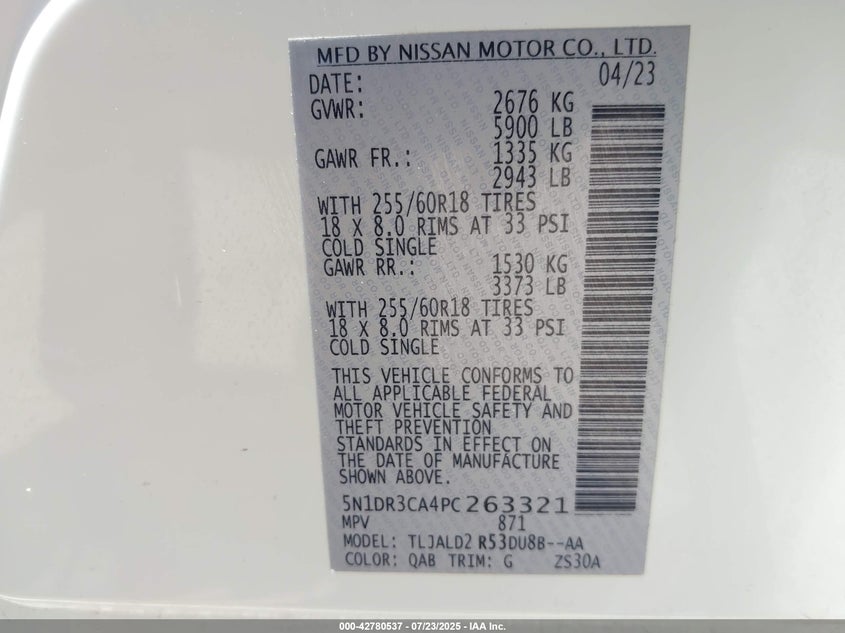 MFD BY NISSAN MOTOR CO., LTD.
DATE: 04/23
GVWR: 2676 KG
5900 LB
GAWR FR.: 1335 KG
2943 LB
WITH 255/60R18 TIRES
18 X 8.0 RIMS AT 33 PSI
COLD SINGLE
GAWR RR.: 1530 KG
3373 LB
WITH 255/60R18 TIRES
18 X 8.0 RIMS AT 33 PSI
COLD SINGLE
THIS VEHICLE CONFORMS TO
ALL APPLICABLE FEDERAL
MOTOR VEHICLE SAFETY AND
THEFT PREVENTION
STANDARDS IN EFFECT ON
THE DATE OF MANUFACTURE
SHOWN ABOVE.
5N1DR3CA4PC263321
MPV 871
MODEL: TLJALD2 R53DU8B--AA
COLOR: QAB TRIM: G ZS30A
000-42780537 - 07/23/2025 - IAA Inc.